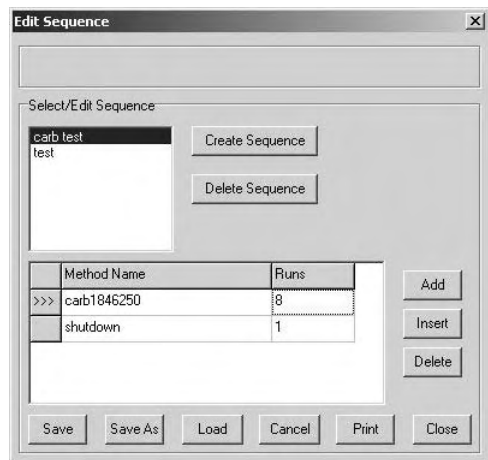 Edit Sequence
Select/Edit Sequence
carb test
test
Create Sequence
Delete Sequence
Method Name Runs
>>> carb1846250 8
shutdown 1
Add
Insert
Delete
Save Save As Load Cancel Print Close